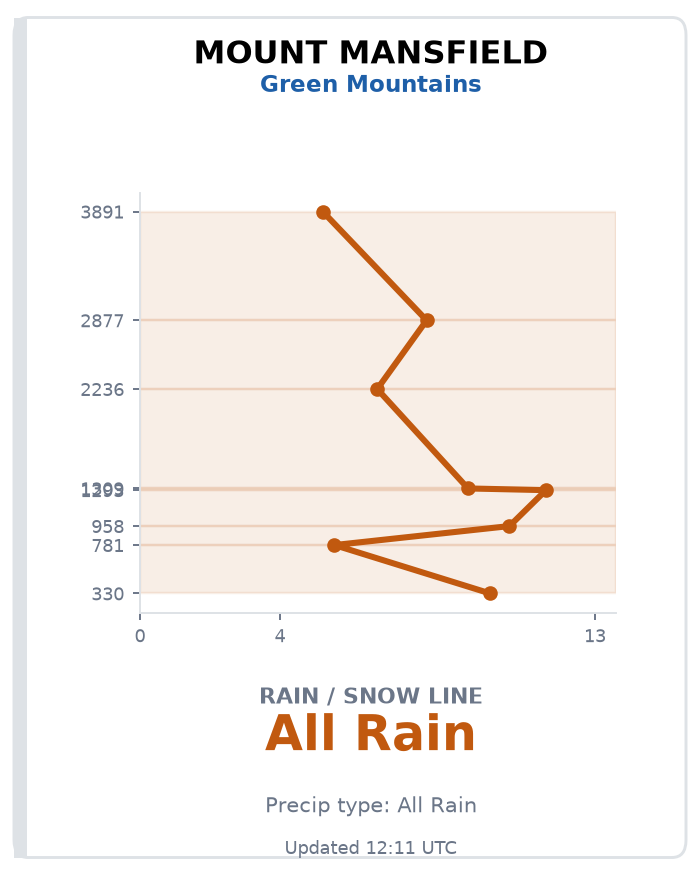 MOUNT MANSFIELD
Green Mountains
3891
2877
2236
958
781
330
0 4 13
RAIN / SNOW LINE
All Rain
Precip type: All Rain
Updated 12:11 UTC